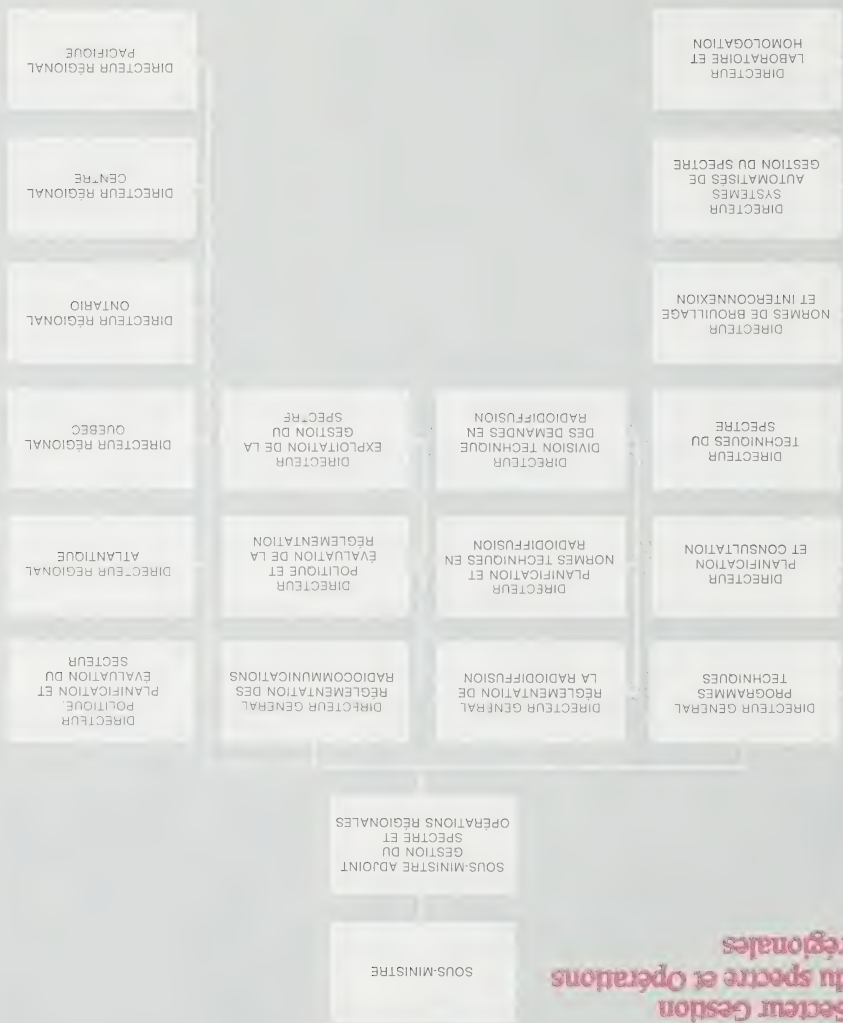 Secteur Gestion
du spectre et Opérations
régionales
SOUS-MINISTRE
SOUS-MINISTRE ADJOINT
GESTION DU
SPECTRE ET
OPÉRATIONS RÉGIONALES
DIRECTEUR GENERAL
PROGRAMMES
TECHNIQUES
DIRECTEUR
PLANIFICATION
ET CONSULTATION
DIRECTEUR
TECHNIQUES DU
SPECTRE
DIRECTEUR
NORMES DE BROUILLAGE
ET INTERCONNEXION
DIRECTEUR
SYSTEMES
AUTOMATISÉS DE
GESTION DU SPECTRE
DIRECTEUR
LABORATOIRE ET
HOMOLOGATION
DIRECTEUR GÉNÉRAL
RÉGLEMENTATION DE
LA RADIODIFFUSION
DIRECTEUR
PLANIFICATION ET
NORMES TECHNIQUES EN
RADIODIFFUSION
DIRECTEUR
DIVISION TECHNIQUE
DES DEMANDES EN
RADIODIFFUSION
DIRECTEUR GENERAL
RÉGLEMENTATION DES
RADIOCOMMUNICATIONS
DIRECTEUR
POLITIQUE ET
ÉVALUATION DE LA
RÉGLEMENTATION
DIRECTEUR
EXPLOITATION DE LA
GESTION DU
SPECTRE
DIRECTEUR
POLITIQUE,
PLANIFICATION ET
ÉVALUATION DU
SECTEUR
DIRECTEUR RÉGIONAL
ATLANTIQUE
DIRECTEUR RÉGIONAL
QUEBEC
DIRECTEUR RÉGIONAL
ONTARIO
DIRECTEUR RÉGIONAL
CENTRE
DIRECTEUR RÉGIONAL
PACIFIQUE